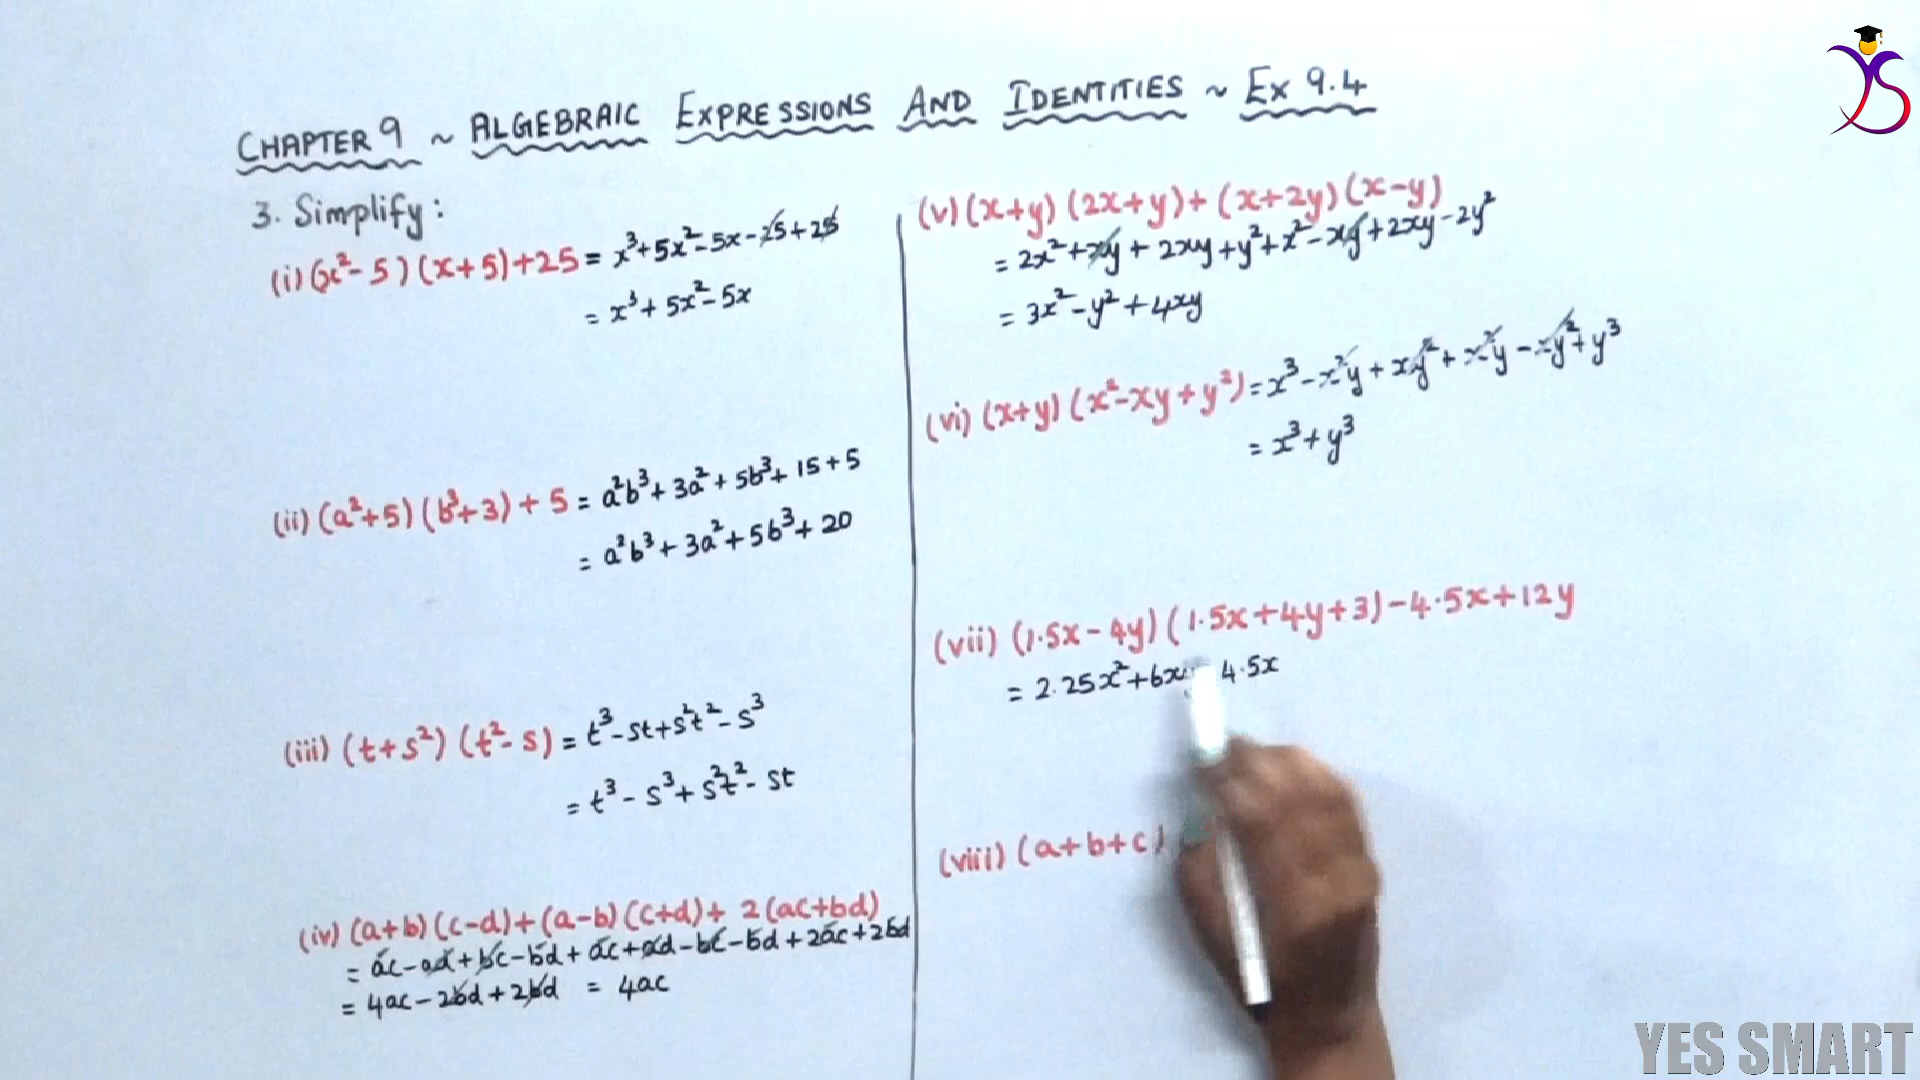 CHAPTER 9 ~ ALGEBRAIC EXPRESSIONS AND IDENTITIES ~ Ex 9.4
3. Simplify:
(i) (x²-5) (x+5)+25 = x³+5x²-5x-25+25
= x³+5x²-5x
(ii) (a²+5) (b³+3) + 5 = a²b³+3a²+5b³+15+5
= a²b³+3a²+5b³+20
(iii) (t+s²) (t²-s) = t³-st+s²t²-s³
= t³-s³+s²t²-st
(iv) (a+b) (c-d)+(a-b) (c+d)+ 2(ac+bd)
= ac-ad+bc-bd+ac+ad-bc-bd+2ac+2bd
= 4ac-2bd+2bd = 4ac
(v) (x+y) (2x+y)+ (x+2y) (x-y)
= 2x²+xy+2xy+y²+x²-xy+2xy-2y²
= 3x²-y²+4xy
(vi) (x+y) (x²-xy+y²) = x³-x²y+xy²+x²y-xy²+y³
= x³+y³
(vii) (1.5x-4y) (1.5x+4y+3)-4.5x+12y
= 2.25x²+6x 4.5x
(viii) (a+b+c)
YS
YES SMART